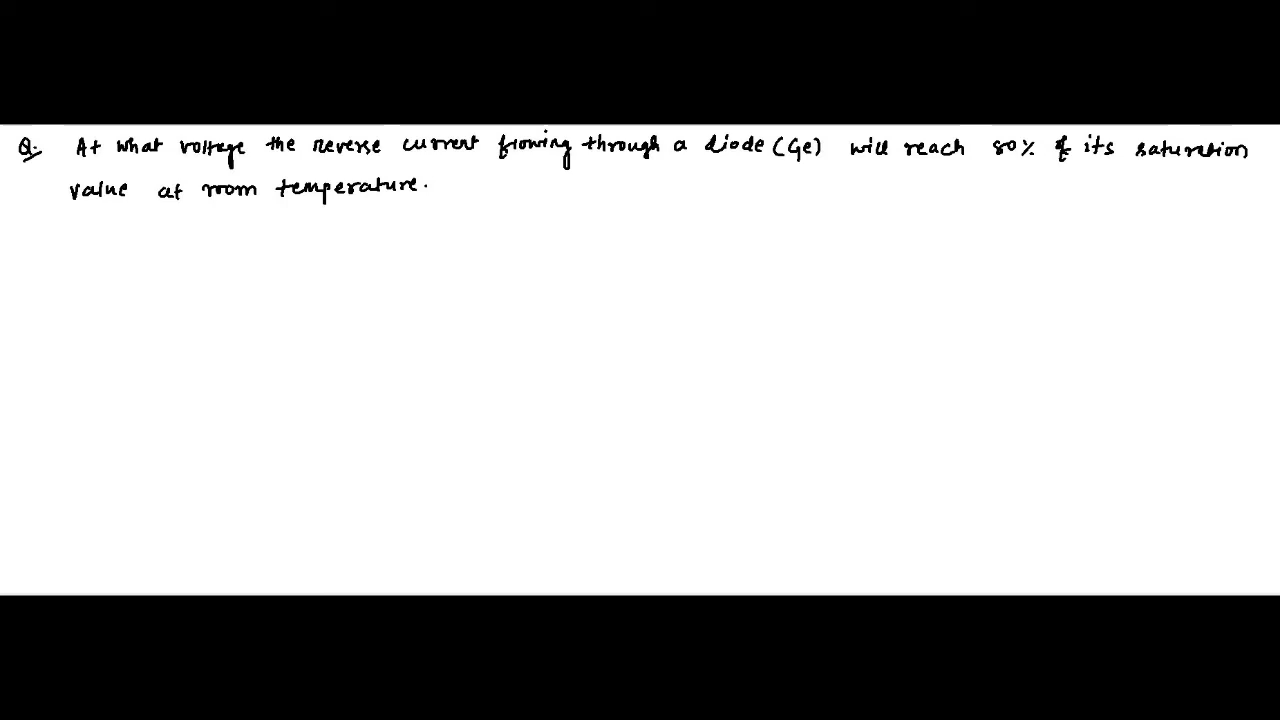 Q. At what voltage the reverse current flowing through a diode (Ge) will reach 80% of its saturation
value at room temperature.